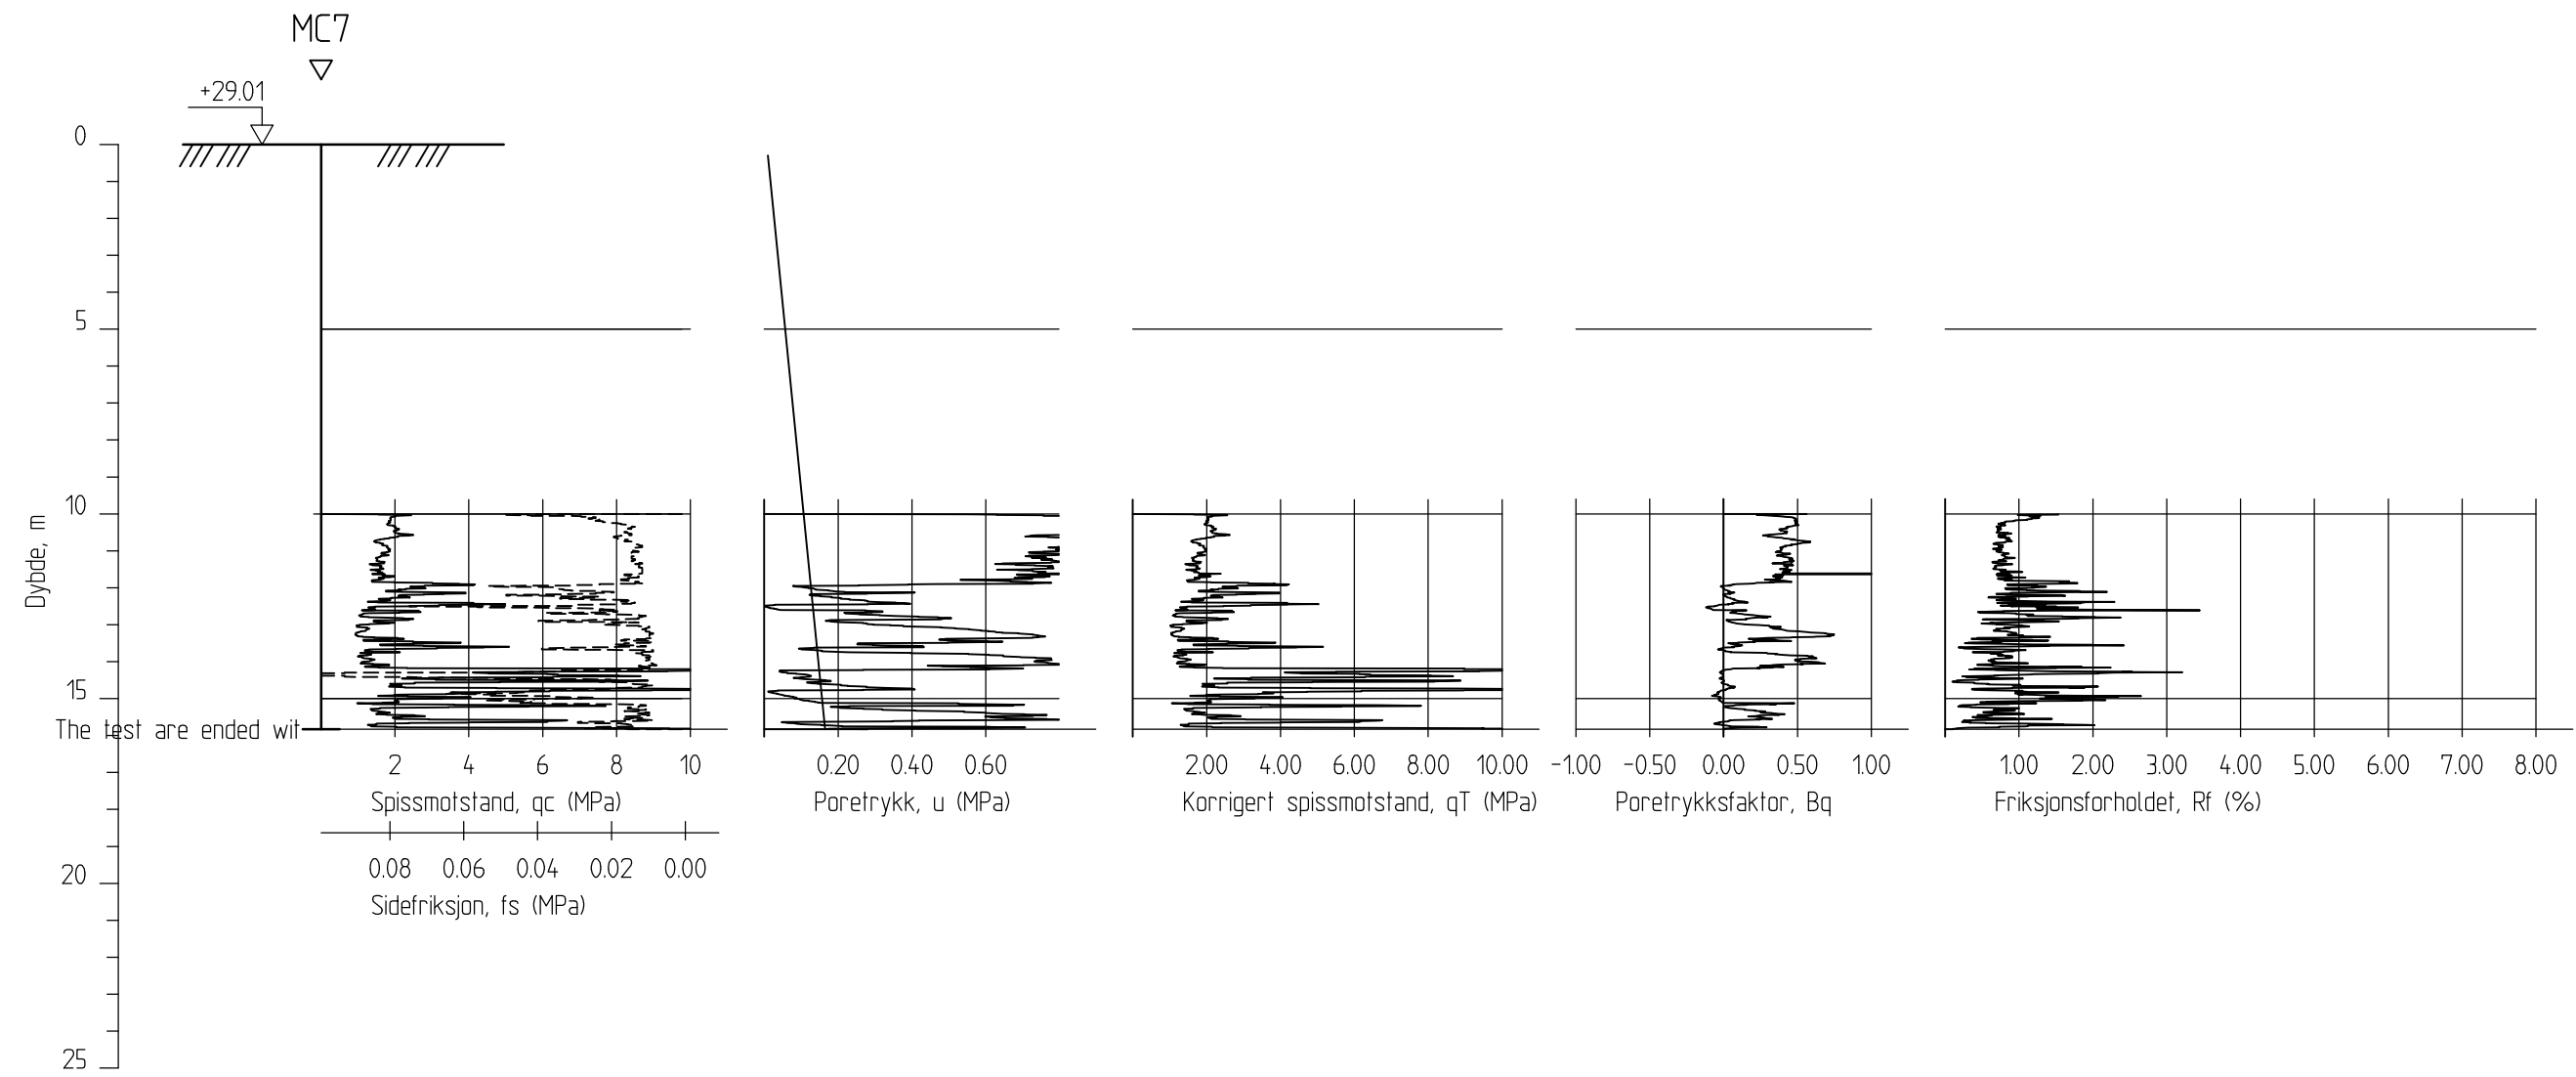 MC7
+29.01
0
5
10
15
20
25
Dybde, m
The test are ended wit
2 4 6 8 10
Spissmotstand, qc (MPa)
0.08 0.06 0.04 0.02 0.00
Sidefriksjon, fs (MPa)
0.20 0.40 0.60
Poretrykk, u (MPa)
2.00 4.00 6.00 8.00 10.00
Korrigert spissmotstand, qT (MPa)
-1.00 -0.50 0.00 0.50 1.00
Poretrykksfaktor, Bq
1.00 2.00 3.00 4.00 5.00 6.00 7.00 8.00
Friksjonsforholdet, Rf (%)